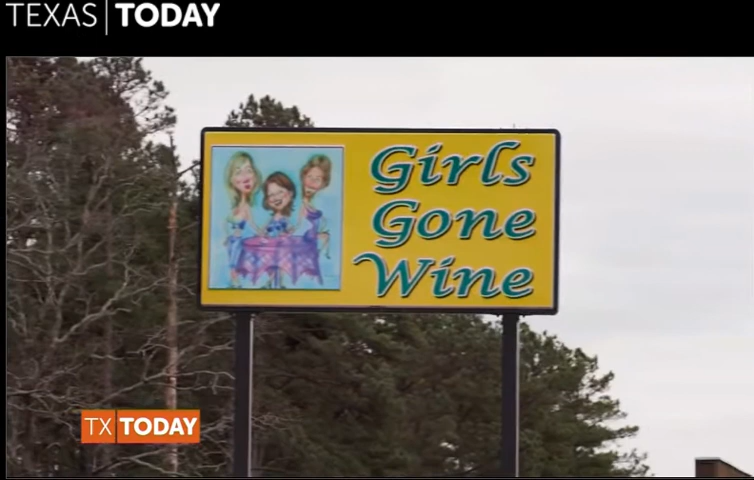 TEXAS | TODAY
Girls
Gone
Wine
TX TODAY